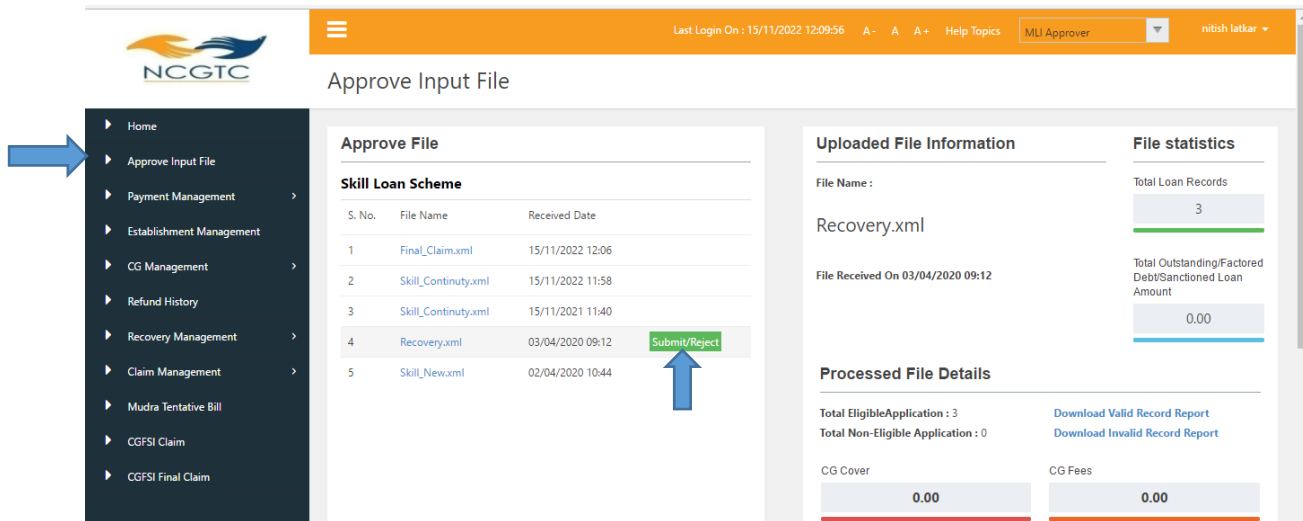 NCGTC
Last Login On : 15/11/2022 12:09:56 A - A A + Help Topics MLI Approver nitish latkar
Approve Input File
Home
Approve Input File
Payment Management
Establishment Management
CG Management
Refund History
Recovery Management
Claim Management
Mudra Tentative Bill
CGFSI Claim
CGFSI Final Claim
Approve File
Skill Loan Scheme
S. No. File Name Received Date
1 Final_Claim.xml 15/11/2022 12:06
2 Skill_Continuty.xml 15/11/2022 11:58
3 Skill_Continuty.xml 15/11/2021 11:40
4 Recovery.xml 03/04/2020 09:12 Submit/Reject
5 Skill_New.xml 02/04/2020 10:44
Uploaded File Information
File Name :
Recovery.xml
File Received On 03/04/2020 09:12
File statistics
Total Loan Records
3
Total Outstanding/Factored
Debt/Sanctioned Loan
Amount
0.00
Processed File Details
Total EligibleApplication : 3 Download Valid Record Report
Total Non-Eligible Application : 0 Download Invalid Record Report
CG Cover CG Fees
0.00 0.00